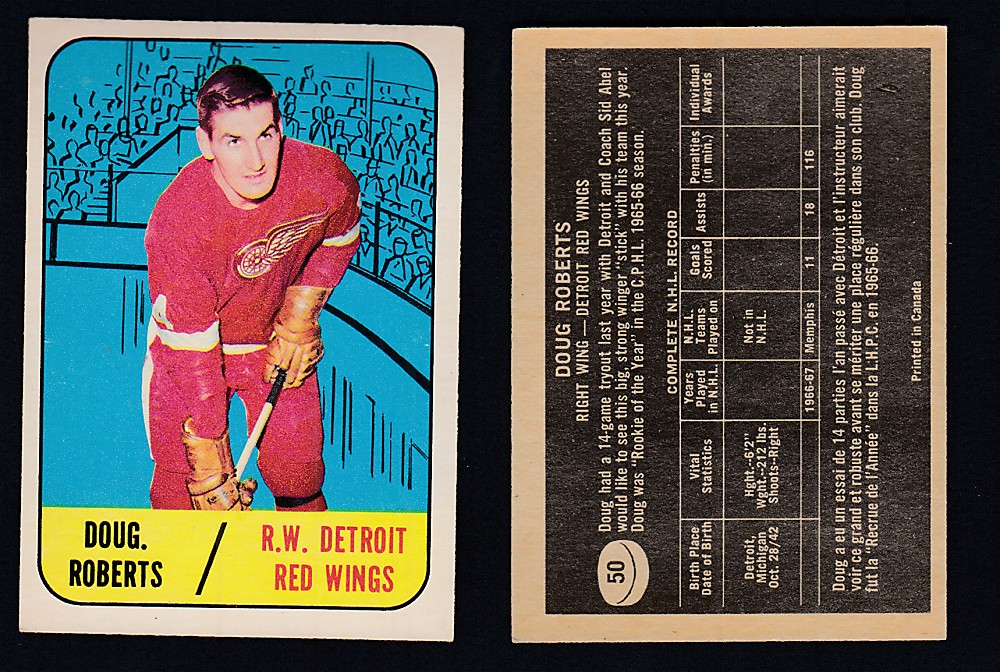 DOUG.
ROBERTS
R.W. DETROIT
RED WINGS
50
DOUG ROBERTS
RIGHT WING — DETROIT RED WINGS
Doug had a 14-game tryout last year with Detroit and Coach Sid Abel
would like to see this big, strong winger "stick" with his team this year.
Doug was "Rookie of the Year" in the C.P.H.L. 1965-66 season.
COMPLETE N.H.L. RECORD
Birth Place
Date of Birth
Vital
Statistics
Years
Played
in N.H.L.
N.H.L.
Teams
Played on
Goals
Scored
Assists
Penalties
(in min.)
Individual
Awards
Detroit,
Michigan
Oct. 28/42
Hght.-6'2"
Wght.-212 lbs.
Shoots-Right
Not in
N.H.L.
1966-67 Memphis 11 18 116
Doug a eu un essai de 14 parties l'an passé avec Détroit et l'instructeur aimerait
voir ce grand et robuste avant se mérite une place régulière dans son club. Doug
fut la "Recrue de l'Année" dans la L.H.P.C. en 1965-66.
Printed in Canada